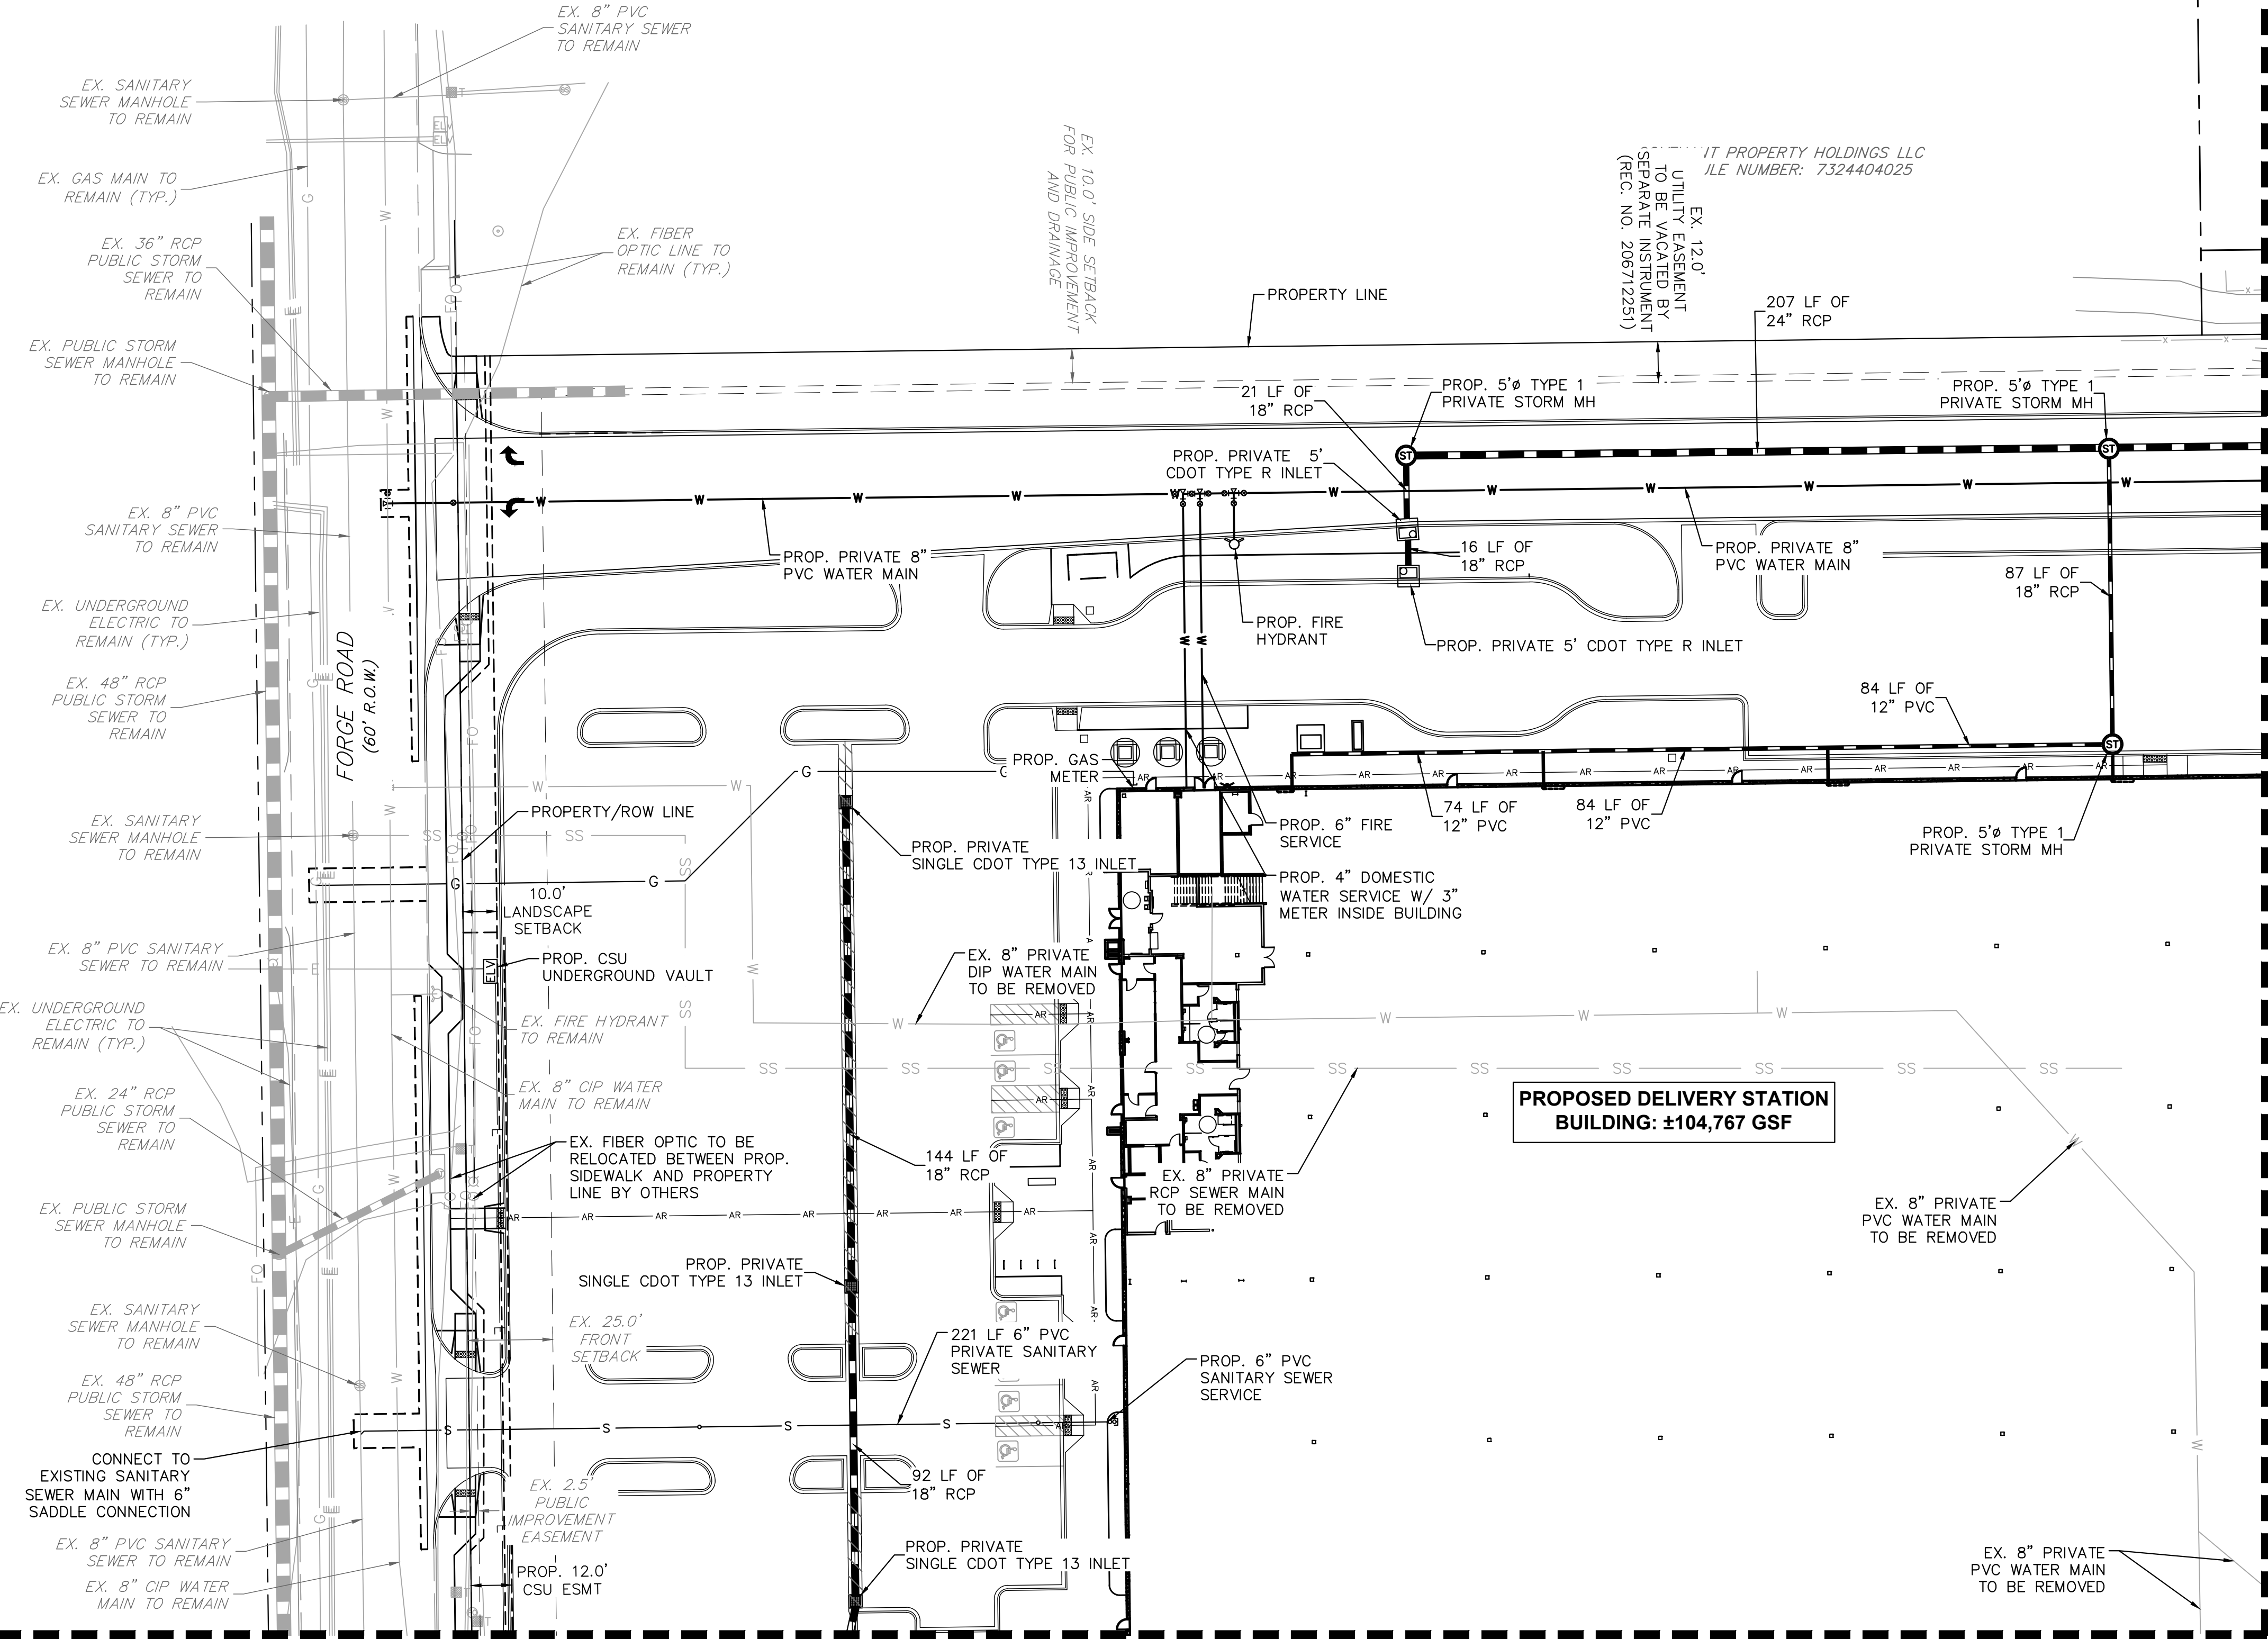 EX. 8" PVC
SANITARY SEWER
TO REMAIN
EX. SANITARY
SEWER MANHOLE
TO REMAIN
EX. GAS MAIN TO
REMAIN (TYP.)
EX. 36" RCP
PUBLIC STORM
SEWER TO
REMAIN
EX. FIBER
OPTIC LINE TO
REMAIN (TYP.)
EX. 10.0' SIDE SETBACK
FOR PUBLIC IMPROVEMENT
AND DRAINAGE
EX. 12.0'
UTILITY EASEMENT
TO BE VACATED BY
SEPARATE INSTRUMENT
(REC. NO. 206712251)
PROPERTY HOLDINGS LLC
NUMBER: 7324404025
PROPERTY LINE
207 LF OF
24" RCP
EX. PUBLIC STORM
SEWER MANHOLE
TO REMAIN
21 LF OF
18" RCP
PROP. 5'ø TYPE 1
PRIVATE STORM MH
PROP. 5'ø TYPE 1
PRIVATE STORM MH
ST
ST
PROP. PRIVATE 5'
CDOT TYPE R INLET
EX. 8" PVC
SANITARY SEWER
TO REMAIN
PROP. PRIVATE 8"
PVC WATER MAIN
16 LF OF
18" RCP
PROP. PRIVATE 8"
PVC WATER MAIN
87 LF OF
18" RCP
EX. UNDERGROUND
ELECTRIC TO
REMAIN (TYP.)
PROP. FIRE
HYDRANT
PROP. PRIVATE 5' CDOT TYPE R INLET
FORGE ROAD
(60' R.O.W.)
EX. 48" RCP
PUBLIC STORM
SEWER TO
REMAIN
84 LF OF
12" PVC
ST
PROP. GAS
METER
PROPERTY/ROW LINE
74 LF OF
12" PVC
84 LF OF
12" PVC
PROP. 5'ø TYPE 1
PRIVATE STORM MH
EX. SANITARY
SEWER MANHOLE
TO REMAIN
PROP. PRIVATE
SINGLE CDOT TYPE 13 INLET
PROP. 6" FIRE
SERVICE
PROP. 4" DOMESTIC
WATER SERVICE W/ 3"
METER INSIDE BUILDING
10.0'
LANDSCAPE
SETBACK
EX. 8" PVC SANITARY
SEWER TO REMAIN
ELV
PROP. CSU
UNDERGROUND VAULT
EX. 8" PRIVATE
DIP WATER MAIN
TO BE REMOVED
EX. UNDERGROUND
ELECTRIC TO
REMAIN (TYP.)
EX. FIRE HYDRANT
TO REMAIN
EX. 8" CIP WATER
MAIN TO REMAIN
EX. 24" RCP
PUBLIC STORM
SEWER TO
REMAIN
PROPOSED DELIVERY STATION
BUILDING: ±104,767 GSF
EX. FIBER OPTIC TO BE
RELOCATED BETWEEN PROP.
SIDEWALK AND PROPERTY
LINE BY OTHERS
144 LF OF
18" RCP
EX. 8" PRIVATE
RCP SEWER MAIN
TO BE REMOVED
EX. 8" PRIVATE
PVC WATER MAIN
TO BE REMOVED
EX. PUBLIC STORM
SEWER MANHOLE
TO REMAIN
PROP. PRIVATE
SINGLE CDOT TYPE 13 INLET
EX. SANITARY
SEWER MANHOLE
TO REMAIN
EX. 25.0'
FRONT
SETBACK
221 LF 6" PVC
PRIVATE SANITARY
SEWER
PROP. 6" PVC
SANITARY SEWER
SERVICE
EX. 48" RCP
PUBLIC STORM
SEWER TO
REMAIN
CONNECT TO
EXISTING SANITARY
SEWER MAIN WITH 6"
SADDLE CONNECTION
92 LF OF
18" RCP
EX. 2.5'
PUBLIC
IMPROVEMENT
EASEMENT
EX. 8" PVC SANITARY
SEWER TO REMAIN
PROP. PRIVATE
SINGLE CDOT TYPE 13 INLET
PROP. 12.0'
CSU ESMT
EX. 8" CIP WATER
MAIN TO REMAIN
EX. 8" PRIVATE
PVC WATER MAIN
TO BE REMOVED